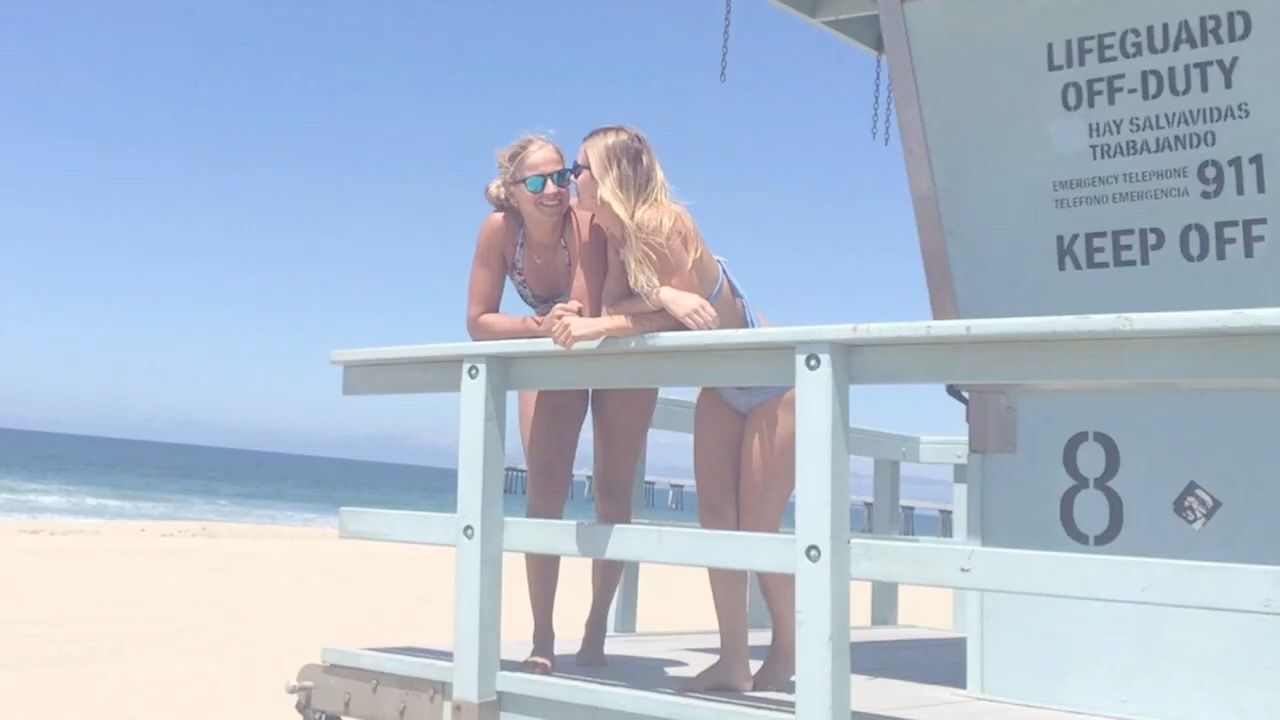 LIFEGUARD
OFF-DUTY
HAY SALVAVIDAS
TRABAJANDO
EMERGENCY TELEPHONE
TELEFONO EMERGENCIA 911
KEEP OFF
8